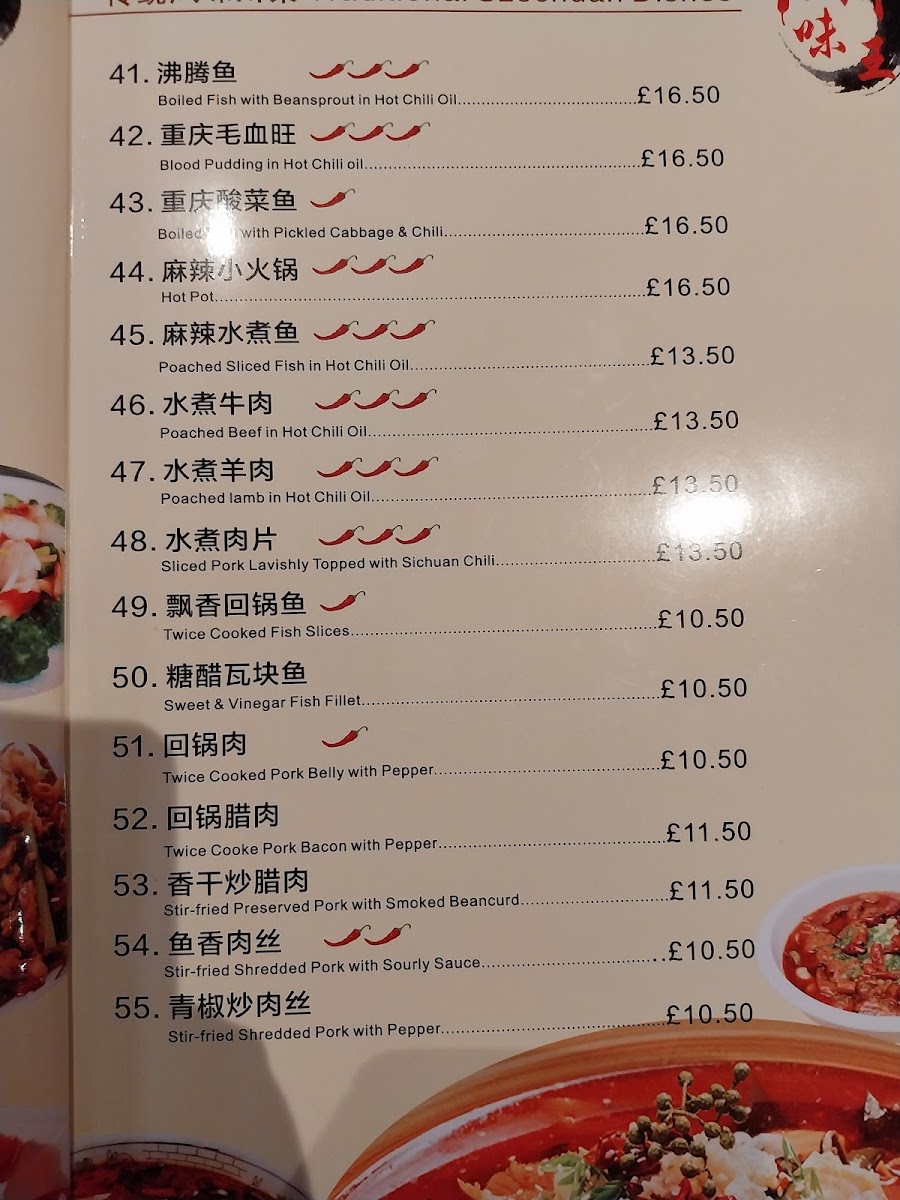 Traditional Szechuan Dishes
味
王
41. 沸腾鱼
Boiled Fish with Beansprout in Hot Chili Oil........................................£16.50
42. 重庆毛血旺
Blood Pudding in Hot Chili oil........................................£16.50
43. 重庆酸菜鱼
Boiled with Pickled Cabbage & Chili........................................£16.50
44. 麻辣小火锅
Hot Pot........................................£16.50
45. 麻辣水煮鱼
Poached Sliced Fish in Hot Chili Oil........................................£13.50
46. 水煮牛肉
Poached Beef in Hot Chili Oil........................................£13.50
47. 水煮羊肉
Poached lamb in Hot Chili Oil........................................£13.50
48. 水煮肉片
Sliced Pork Lavishly Topped with Sichuan Chili........................................£13.50
49. 飘香回锅鱼
Twice Cooked Fish Slices........................................£10.50
50. 糖醋瓦块鱼
Sweet & Vinegar Fish Fillet........................................£10.50
51. 回锅肉
Twice Cooked Pork Belly with Pepper........................................£10.50
52. 回锅腊肉
Twice Cooke Pork Bacon with Pepper........................................£11.50
53. 香干炒腊肉
Stir-fried Preserved Pork with Smoked Beancurd........................................£11.50
54. 鱼香肉丝
Stir-fried Shredded Pork with Sourly Sauce........................................£10.50
55. 青椒炒肉丝
Stir-fried Shredded Pork with Pepper........................................£10.50